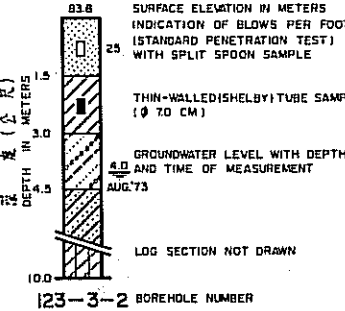 83.8
SURFACE ELEVATION IN METERS
INDICATION OF BLOWS PER FOOT
(STANDARD PENETRATION TEST)
WITH SPLIT SPOON SAMPLE
25
1.5
THIN-WALLED(SHELBY)TUBE SAMP
(Ø 7.0 CM)
3.0
GROUNDWATER LEVEL WITH DEPTH
4.0
AND TIME OF MEASUREMENT
4.5
AUG.'73
LOG SECTION NOT DRAWN
10.0
度 (公尺)
DEPTH IN METERS
123-3-2 BOREHOLE NUMBER